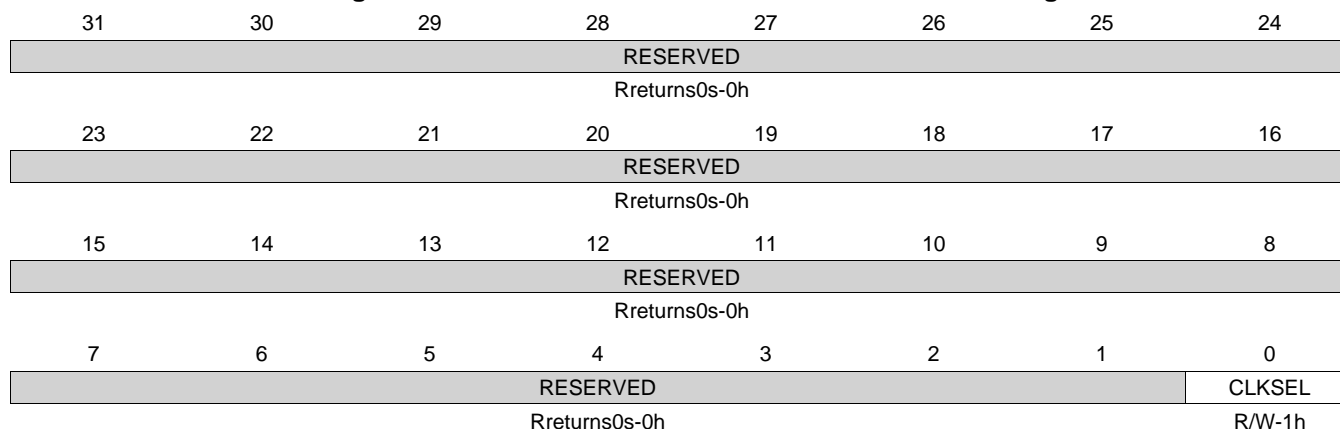 31 30 29 28 27 26 25 24
RESERVED
Rreturns0s-0h
23 22 21 20 19 18 17 16
RESERVED
Rreturns0s-0h
15 14 13 12 11 10 9 8
RESERVED
Rreturns0s-0h
7 6 5 4 3 2 1 0
RESERVED CLKSEL
Rreturns0s-0h R/W-1h